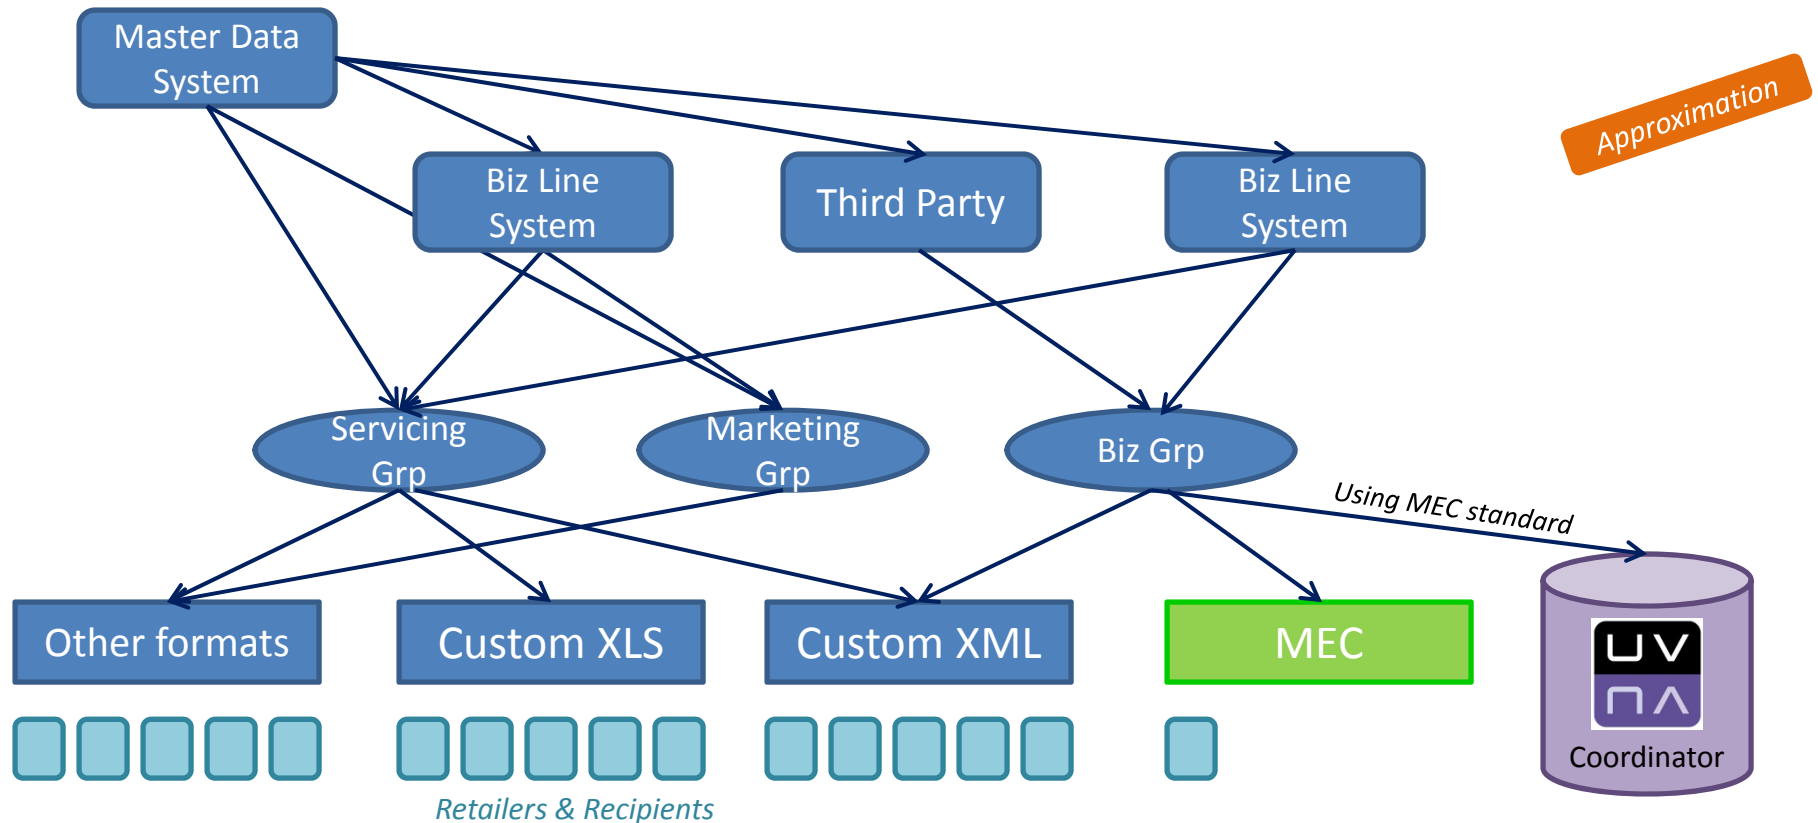 Master Data
System
Approximation
Biz Line
System
Third Party
Biz Line
System
Servicing
Grp
Marketing
Grp
Biz Grp
Using MEC standard
Other formats
Custom XLS
Custom XML
MEC
UV
Coordinator
Retailers & Recipients